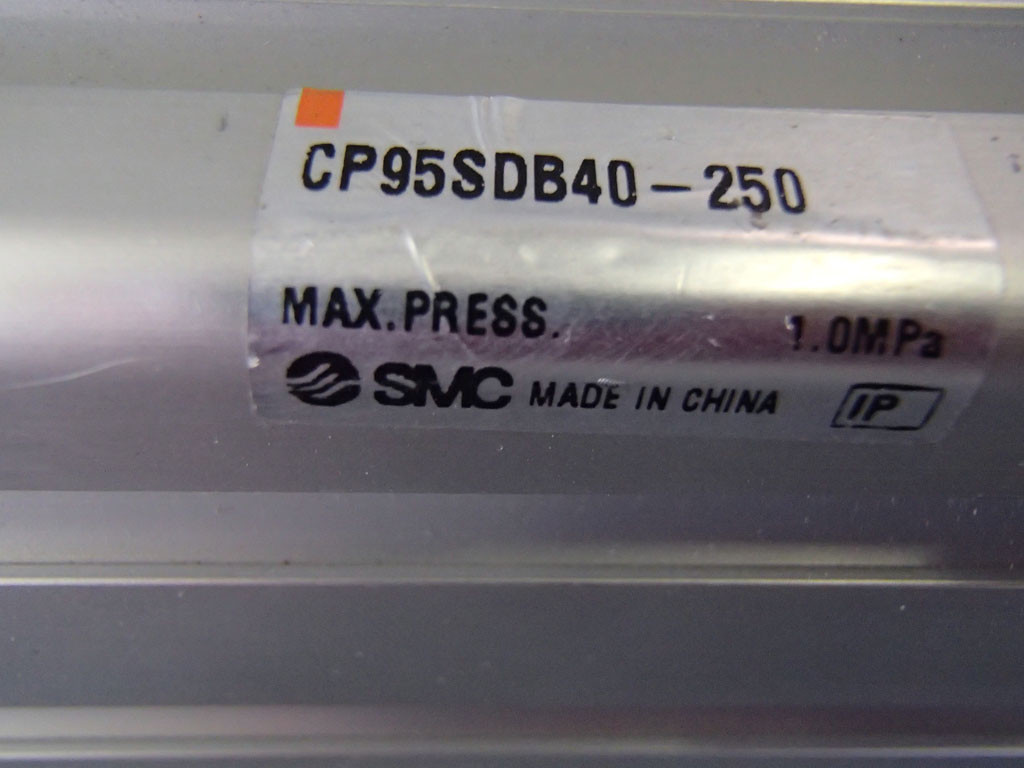 CP95SDB40-250
MAX.PRESS. 1.0MPa
SMC MADE IN CHINA IP